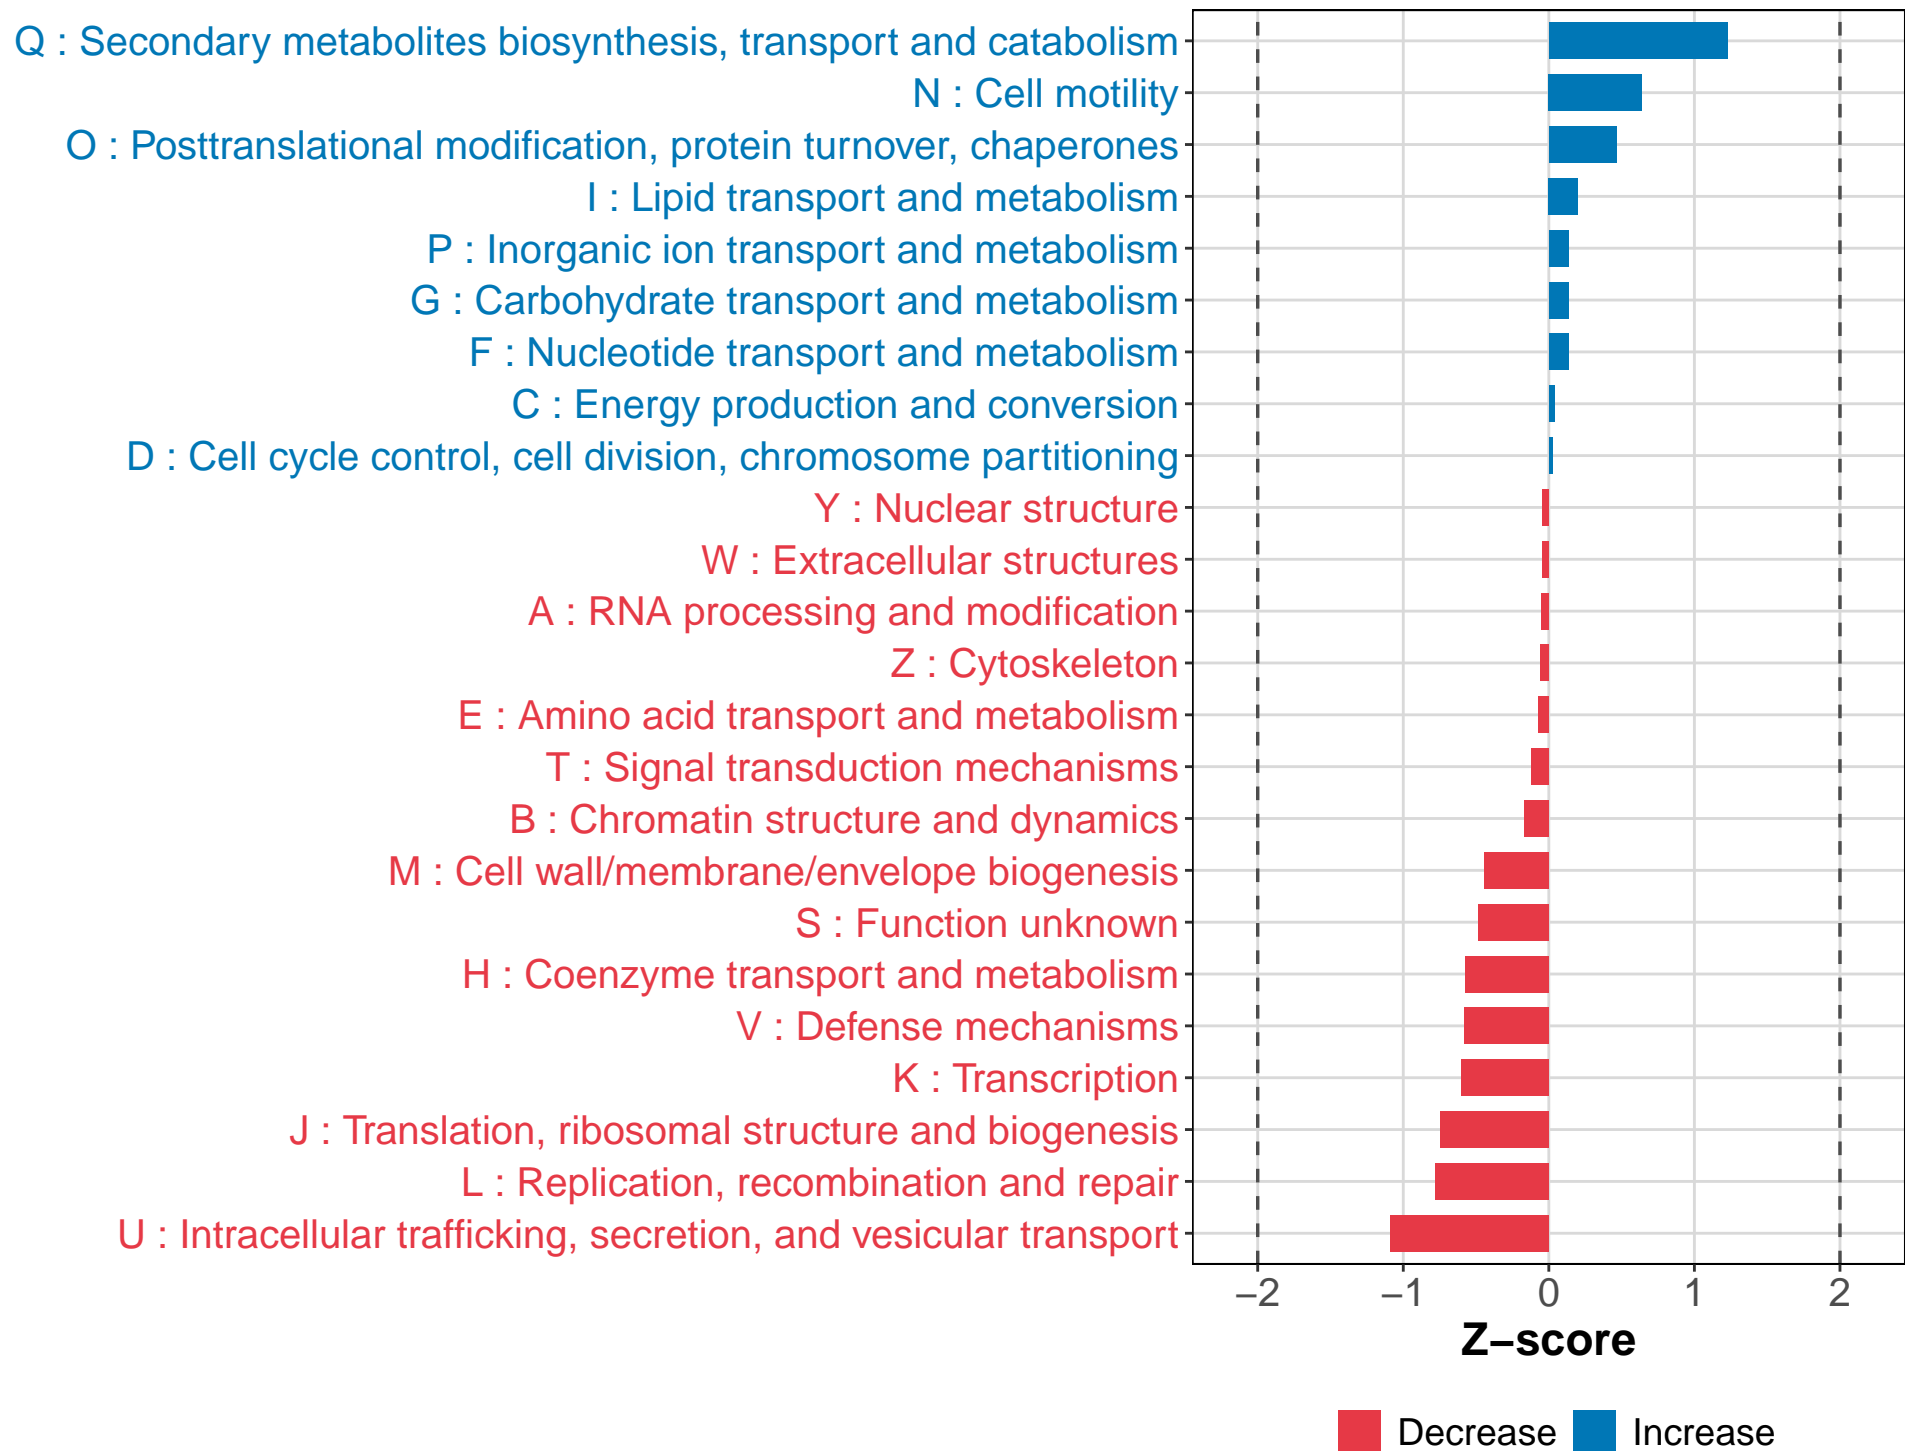 Q : Secondary metabolites biosynthesis, transport and catabolism
N : Cell motility
O : Posttranslational modification, protein turnover, chaperones
I : Lipid transport and metabolism
P : Inorganic ion transport and metabolism
G : Carbohydrate transport and metabolism
F : Nucleotide transport and metabolism
C : Energy production and conversion
D : Cell cycle control, cell division, chromosome partitioning
Y : Nuclear structure
W : Extracellular structures
A : RNA processing and modification
Z : Cytoskeleton
E : Amino acid transport and metabolism
T : Signal transduction mechanisms
B : Chromatin structure and dynamics
M : Cell wall/membrane/envelope biogenesis
S : Function unknown
H : Coenzyme transport and metabolism
V : Defense mechanisms
K : Transcription
J : Translation, ribosomal structure and biogenesis
L : Replication, recombination and repair
U : Intracellular trafficking, secretion, and vesicular transport
−2 −1 0 1 2
Z−score
Decrease Increase